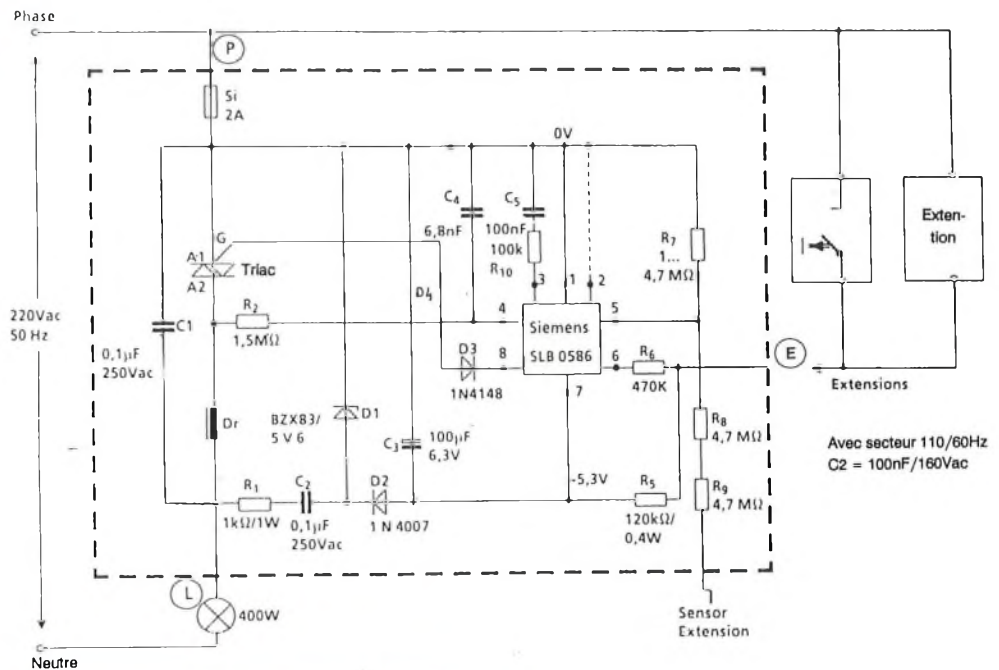 Phase
P
Si
2A
0V
C4
6,8nF
C5
100nF
100k
R10
3
1
2
R7
1...
4,7 MΩ
Exten-
tion
G
A1
A2
Triac
220Vac
50 Hz
C1
0,1µF
250Vac
R2
1,5MΩ
D4
4
Siemens
SLB 0586
5
8
6
7
D3
1N4148
R6
470K
E
Extensions
Dr
BZX83/
5 V 6
D1
C3
100µF
6,3V
R8
4,7 MΩ
Avec secteur 110/60Hz
C2 = 100nF/160Vac
R1
1kΩ/1W
C2
0,1µF
250Vac
D2
1 N 4007
-5,3V
R5
120kΩ/
0,4W
R9
4,7 MΩ
L
400W
Sensor
Extension
Neutre